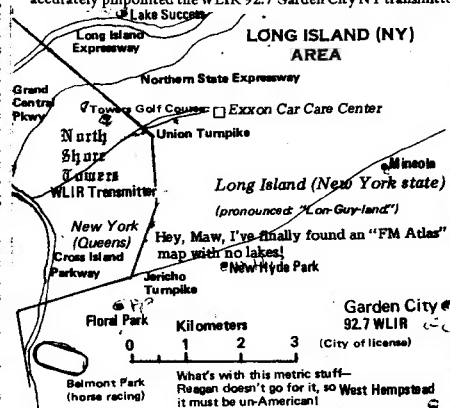 accurately pinpointed the WLIR 92.7 Garden City NY transmitt
Lake Success
Long Island
Expressway
LONG ISLAND (NY)
AREA
Northern State Expressway
Grand
Central
Pkwy
Towers Golf Course
Exxon Car Care Center
North
Shore
Towers
WLIR Transmitter
Union Turnpike
Mineola
Long Island (New York state)
(pronounced: "Lon-Guy-land")
New York
(Queens)
Cross Island
Parkway
Hey, Maw, I've finally found an "FM Atlas"
map with no lakes!
New Hyde Park
Jericho
Turnpike
Floral Park
Garden City
92.7 WLIR
(City of license)
Kilometers
0 1 2 3
Belmont Park
(horse racing)
What's with this metric stuff—
Reagan doesn't go for it, so
it must be un-American!
West Hempstead